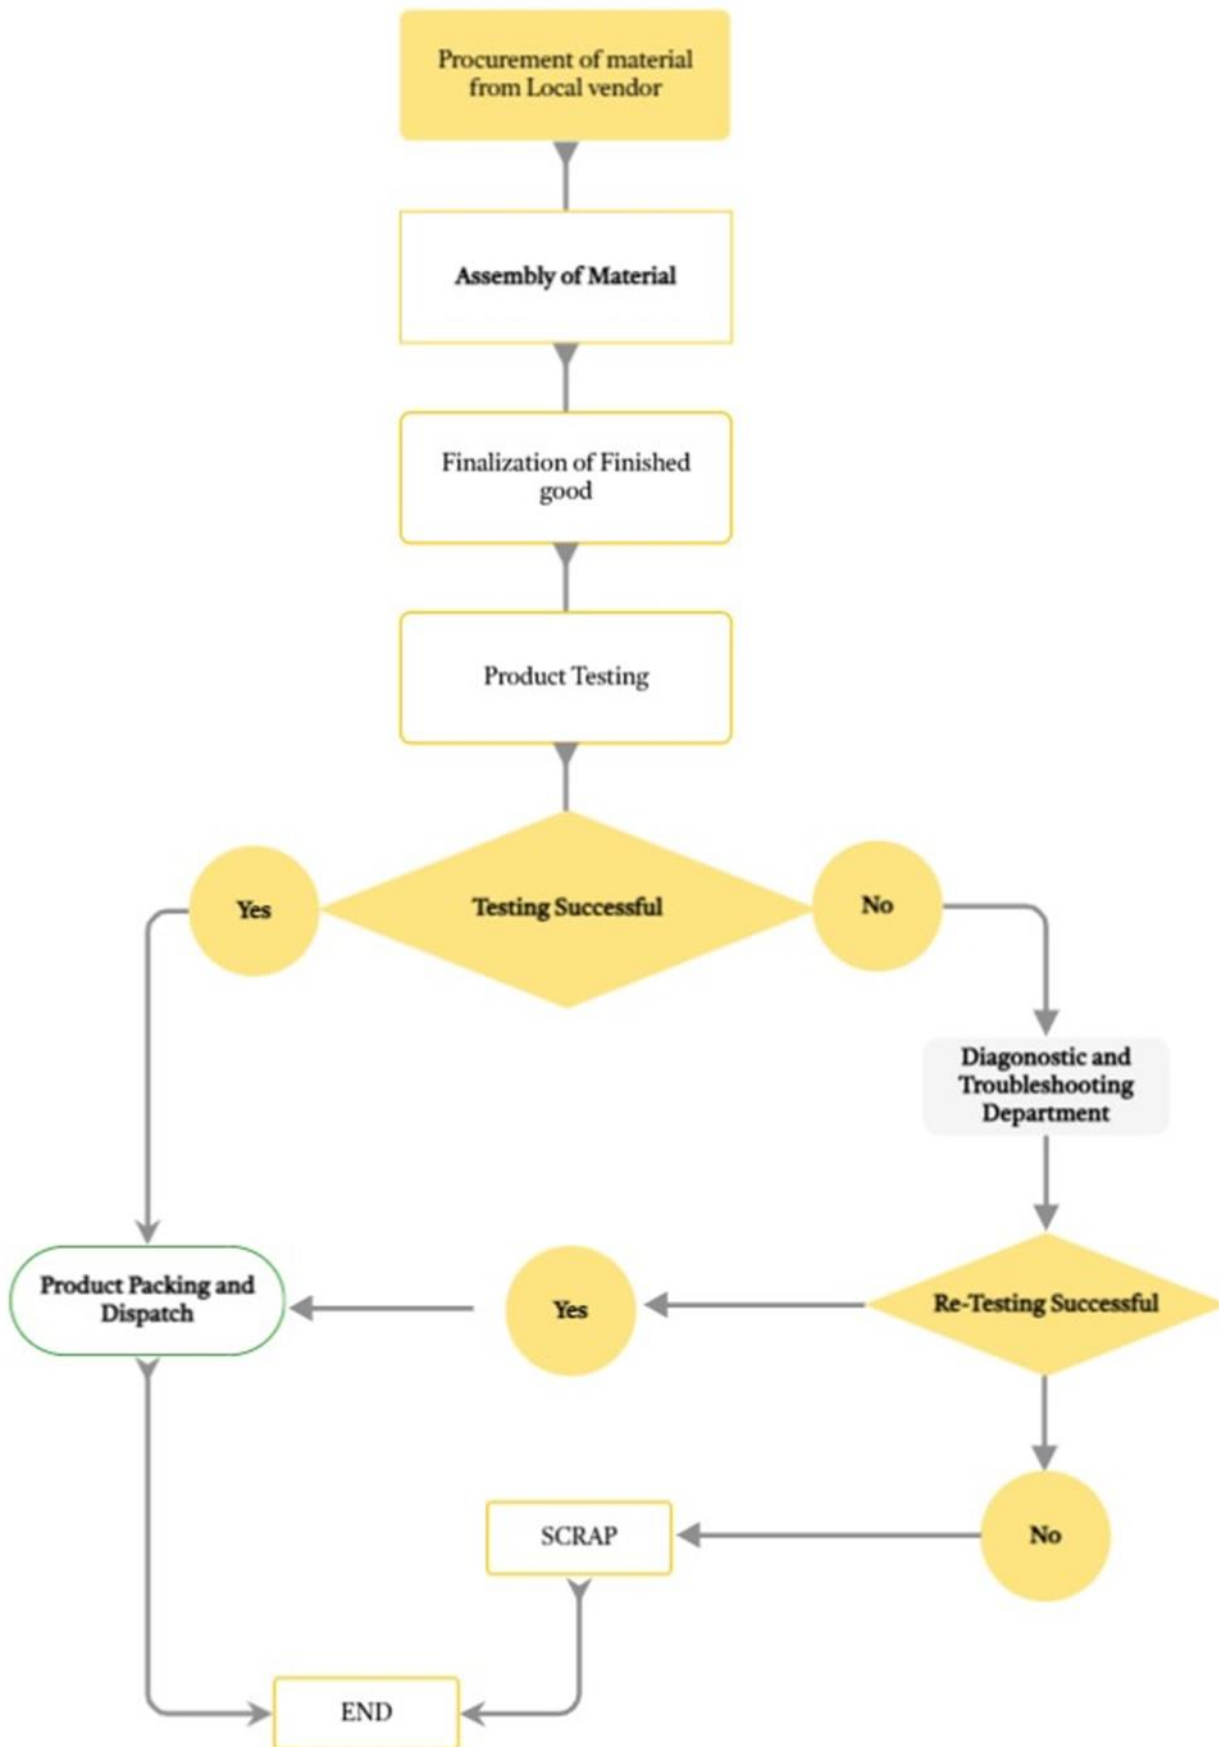 Procurement of material
from Local vendor
Assembly of Material
Finalization of Finished
good
Product Testing
Yes
Testing Successful
No
Diagonostic and
Troubleshooting
Department
Product Packing and
Dispatch
Yes
Re-Testing Successful
SCRAP
No
END